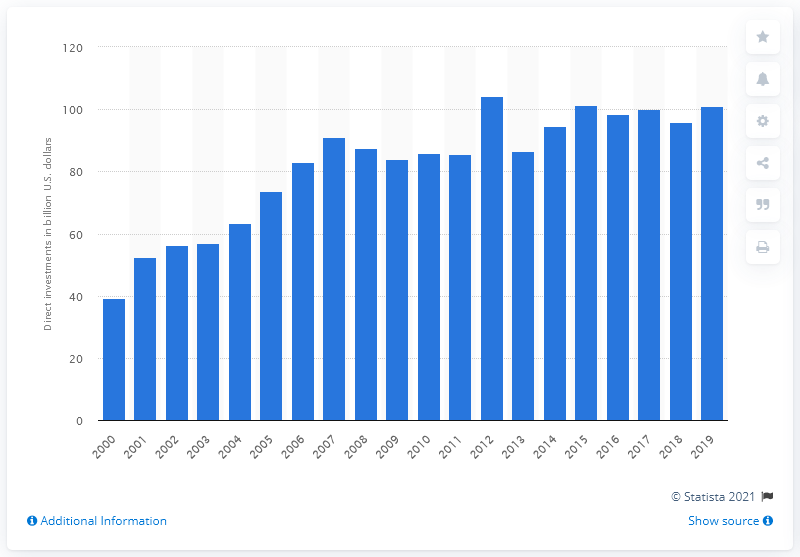 Direct investments in billion U.S. dollars
120
100
80
60
40
20
0
2000 2001 2002 2003 2004 2005 2006 2007 2008 2009 2010 2011 2012 2013 2014 2015 2016 2017 2018 2019
© Statista 2021
Additional Information
Show source